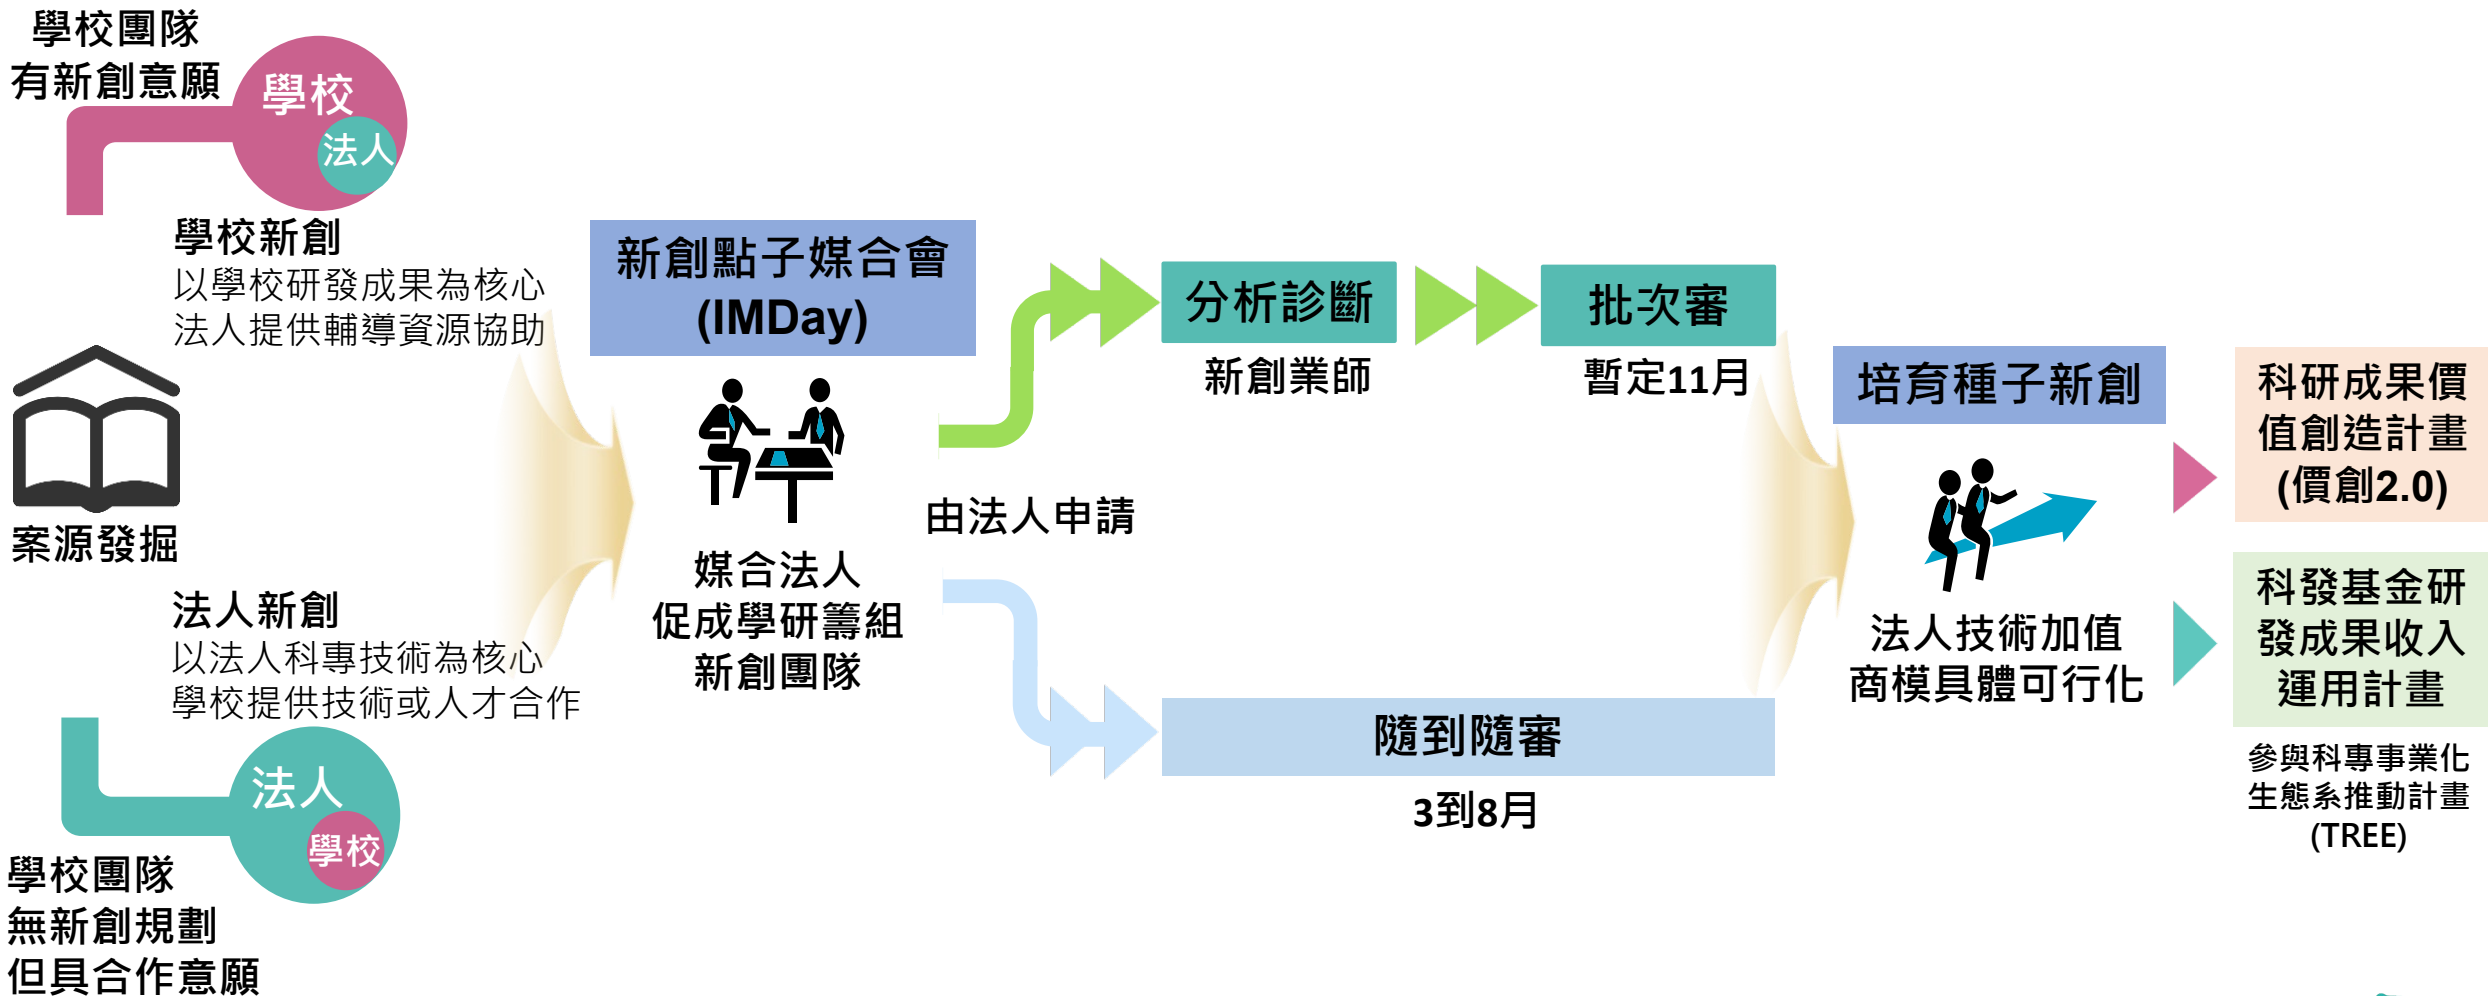 學校團隊
有新創意願
學校
法人
學校新創
以學校研發成果為核心
法人提供輔導資源協助
案源發掘
法人新創
以法人科專技術為核心
學校提供技術或人才合作
法人
學校
學校團隊
無新創規劃
但具合作意願
新創點子媒合會
(IMDay)
媒合法人
促成學研籌組
新創團隊
由法人申請
分析診斷
新創業師
批次審
暫定11月
隨到隨審
3到8月
培育種子新創
法人技術加值
商模具體可行化
科研成果價
值創造計畫
(價創2.0)
科發基金研
發成果收入
運用計畫
參與科專事業化
生態系推動計畫
(TREE)